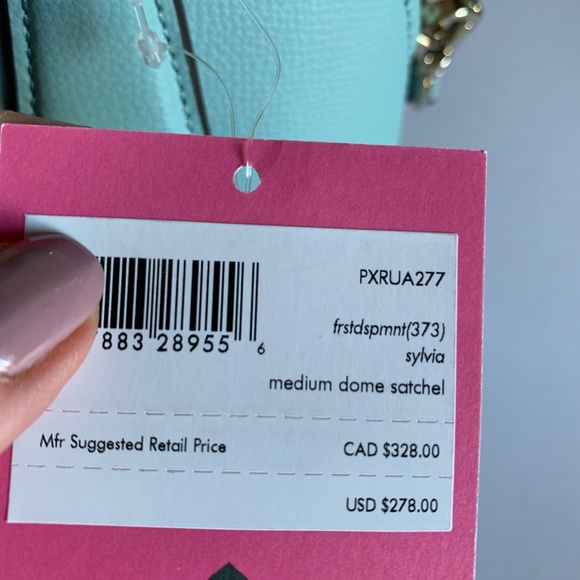 PXRUA277
883 28955 6
frstdspmnt(373)
sylvia
medium dome satchel
Mfr Suggested Retail Price CAD $328.00
USD $278.00